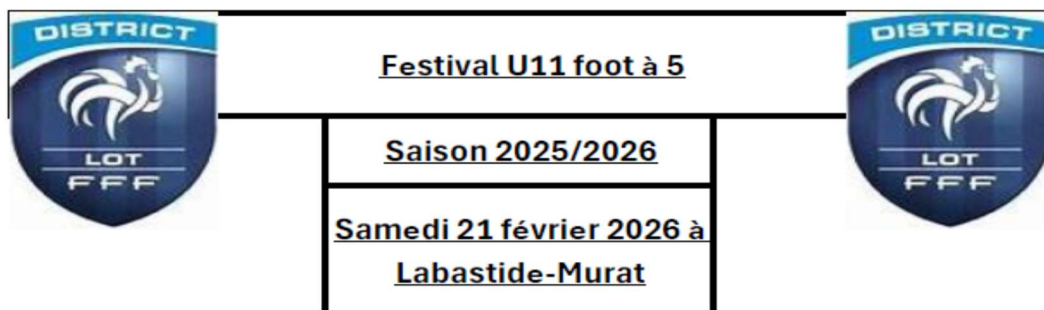 DISTRICT
LOT
FFF
Festival U11 foot à 5
Saison 2025/2026
Samedi 21 février 2026 à
Labastide-Murat
DISTRICT
LOT
FFF